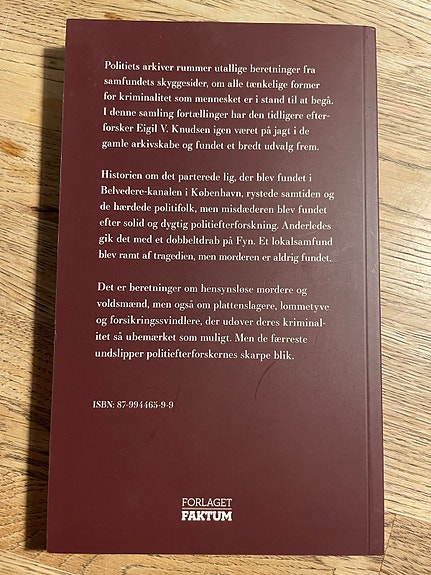 Politiets arkiver rummer utallige beretninger fra
samfundets skyggesider, om alle tænkelige former
for kriminalitet som mennesket er i stand til at begå.
I denne samling fortællinger har den tidligere efter-
forsker Eigil V. Knudsen igen været på jagt i de
gamle arkivskabe og fundet et bredt udvalg frem.
Historien om det parterede lig, der blev fundet i
Belvedere-kanalen i København, rystede samtiden og
de hærdede politifolk, men misdæderen blev fundet
efter solid og dygtig politiefterforskning. Anderledes
gik det med et dobbeltdrab på Fyn. Et lokalsamfund
blev ramt af tragedien, men morderen er aldrig fundet.
Det er beretninger om hensynsløse mordere og
voldsmænd, men også om plattenslagere, lommetyve
og forsikringssvindlere, der udøver deres kriminal-
itet så ubemærket som muligt. Men de færreste
undslipper politiefterforskernes skarpe blik.
ISBN: 87-994465-9-9
FORLAGET
FAKTUM